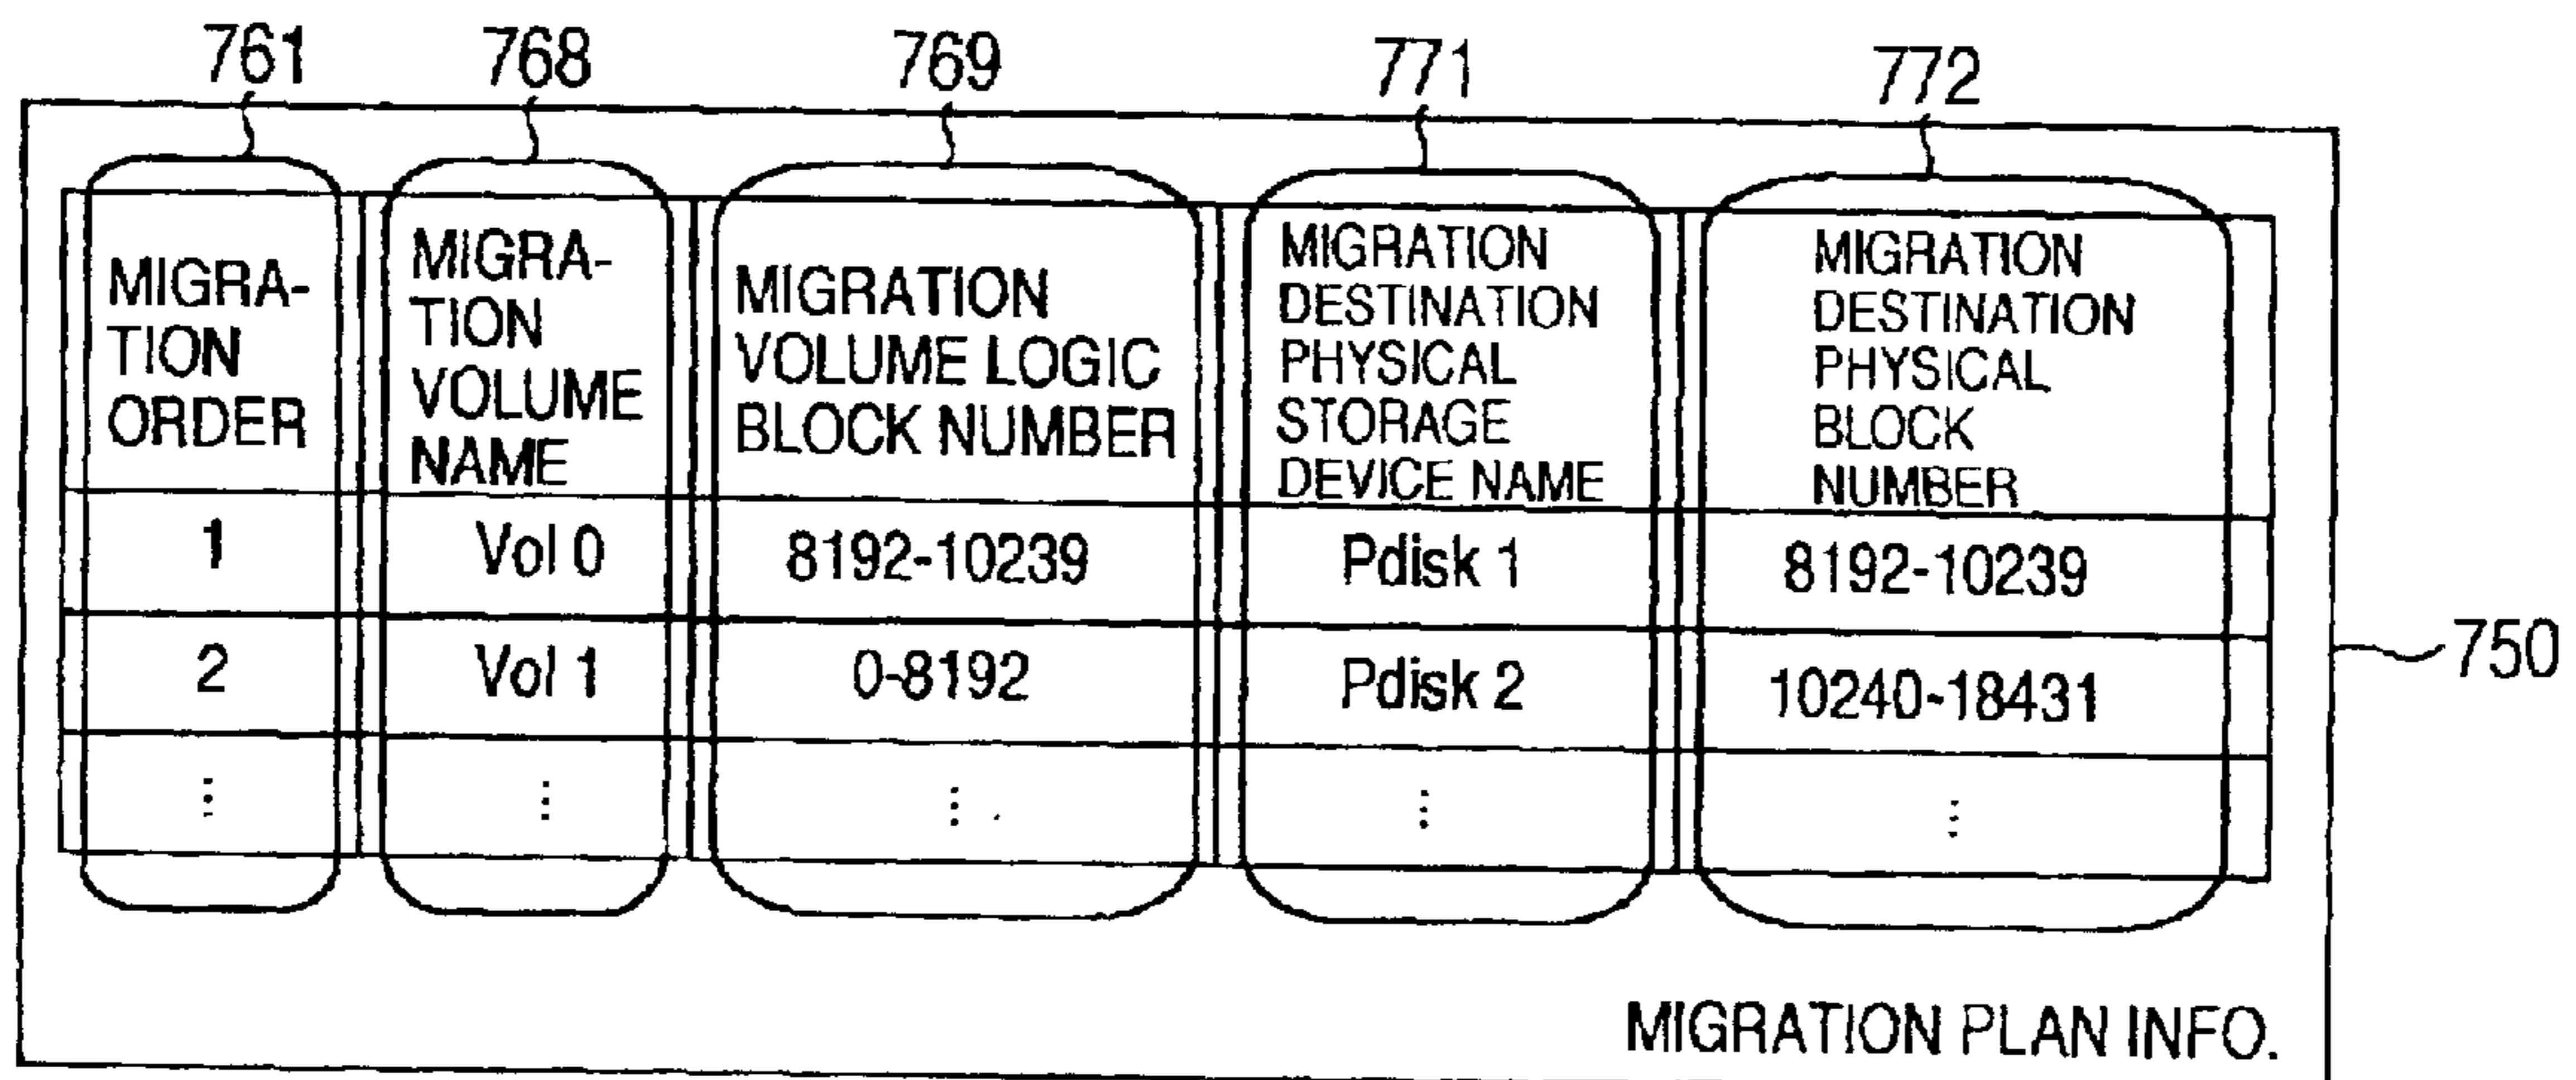 761 768 769 771 772
MIGRA-
TION
ORDER
MIGRA-
TION
VOLUME
NAME
MIGRATION
VOLUME LOGIC
BLOCK NUMBER
MIGRATION
DESTINATION
PHYSICAL
STORAGE
DEVICE NAME
MIGRATION
DESTINATION
PHYSICAL
BLOCK
NUMBER
1 Vol 0 8192-10239 Pdisk 1 8192-10239
2 Vol 1 0-8192 Pdisk 2 10240-18431
⋮ ⋮ ⋮ ⋮ ⋮
750
MIGRATION PLAN INFO.